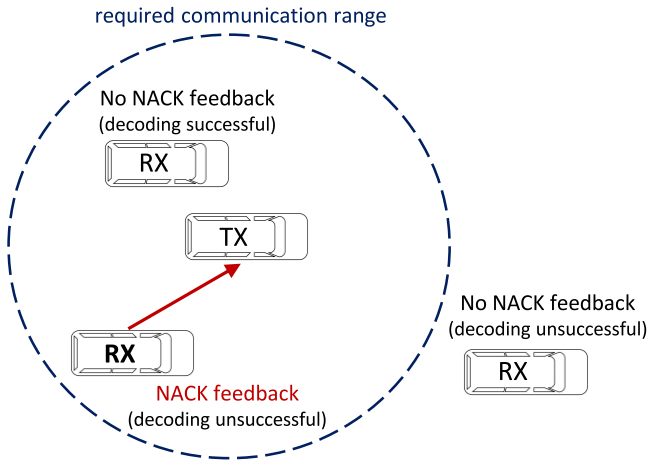 required communication range
No NACK feedback
(decoding successful)
RX
TX
No NACK feedback
(decoding unsuccessful)
RX
RX
NACK feedback
(decoding unsuccessful)